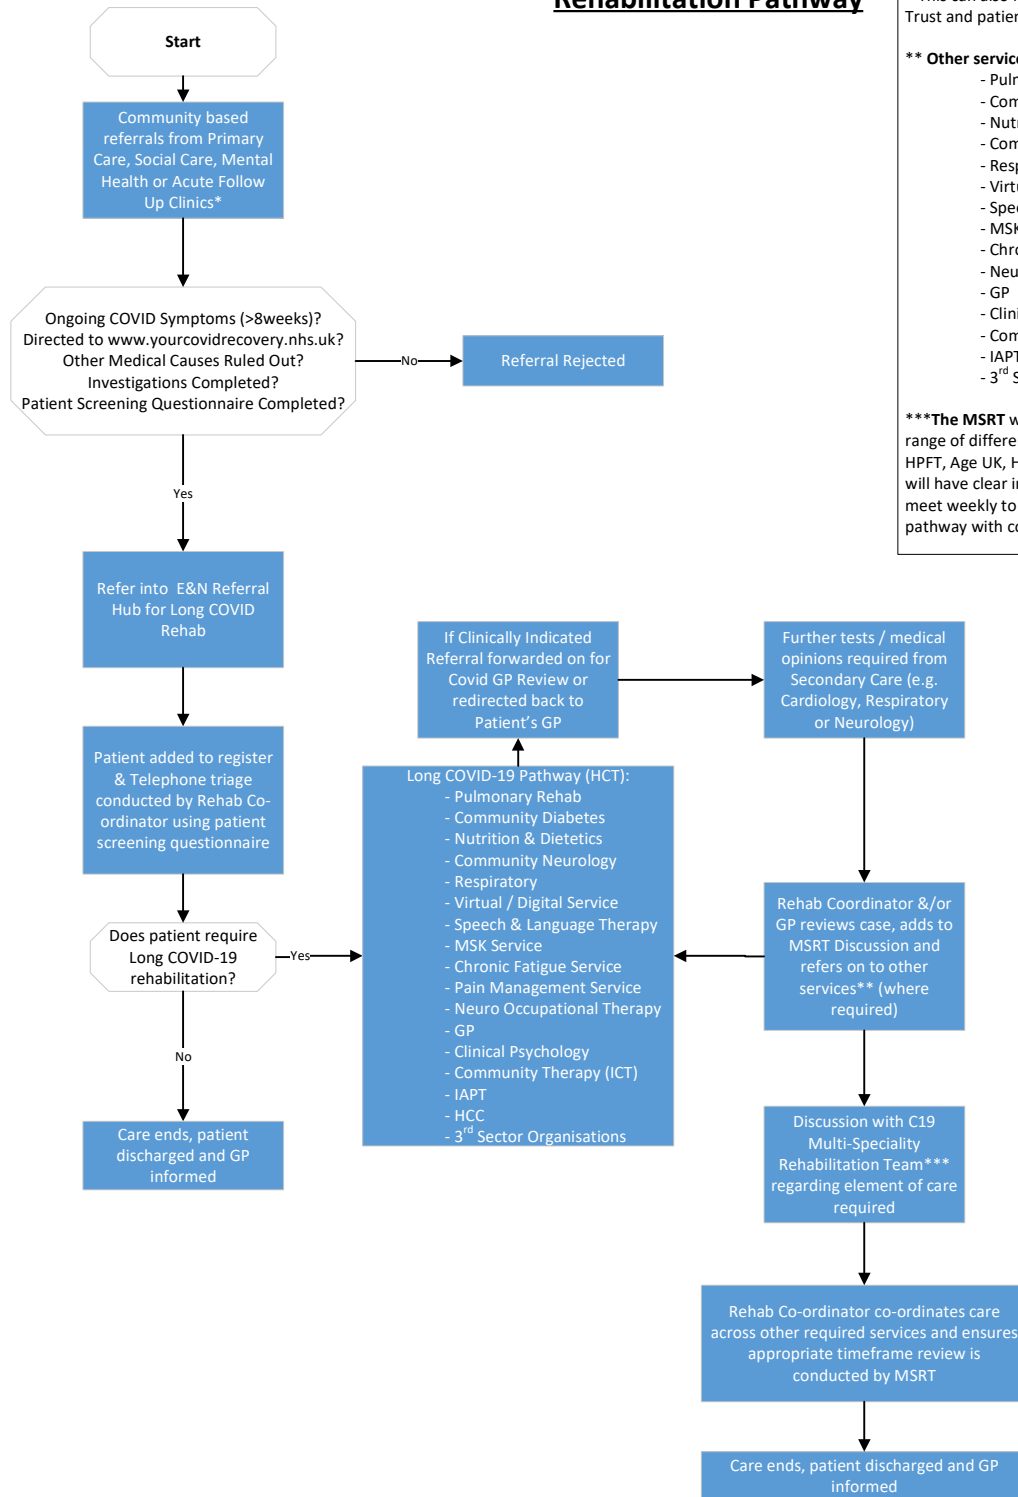 Rehabilitation Pathway
Start
Community based
referrals from Primary
Care, Social Care, Mental
Health or Acute Follow
Up Clinics*
Ongoing COVID Symptoms (>8weeks)?
Directed to www.yourcovidrecovery.nhs.uk?
Other Medical Causes Ruled Out?
Investigations Completed?
Patient Screening Questionnaire Completed?
No
Referral Rejected
Yes
Refer into E&N Referral
Hub for Long COVID
Rehab
Patient added to register
& Telephone triage
conducted by Rehab Co-
ordinator using patient
screening questionnaire
Does patient require
Long COVID-19
rehabilitation?
Yes
No
Care ends, patient
discharged and GP
informed
If Clinically Indicated
Referral forwarded on for
Covid GP Review or
redirected back to
Patient's GP
Long COVID-19 Pathway (HCT):
- Pulmonary Rehab
- Community Diabetes
- Nutrition & Dietetics
- Community Neurology
- Respiratory
- Virtual / Digital Service
- Speech & Language Therapy
- MSK Service
- Chronic Fatigue Service
- Pain Management Service
- Neuro Occupational Therapy
- GP
- Clinical Psychology
- Community Therapy (ICT)
- IAPT
- HCC
- 3rd Sector Organisations
Further tests / medical
opinions required from
Secondary Care (e.g.
Cardiology, Respiratory
or Neurology)
Rehab Coordinator &/or
GP reviews case, adds to
MSRT Discussion and
refers on to other
services** (where
required)
Discussion with C19
Multi-Speciality
Rehabilitation Team***
regarding element of care
required
Rehab Co-ordinator co-ordinates care
across other required services and ensures
appropriate timeframe review is
conducted by MSRT
Care ends, patient discharged and GP
informed
This can also
Trust and patien
** Other servic
- Puln
- Com
- Nutr
- Com
- Resp
- Virtu
- Spee
- MSK
- Chro
- Neu
- GP
- Clini
- Com
- IAPT
- 3rd S
***The MSRT w
range of differe
HPFT, Age UK, H
will have clear i
meet weekly to
pathway with co